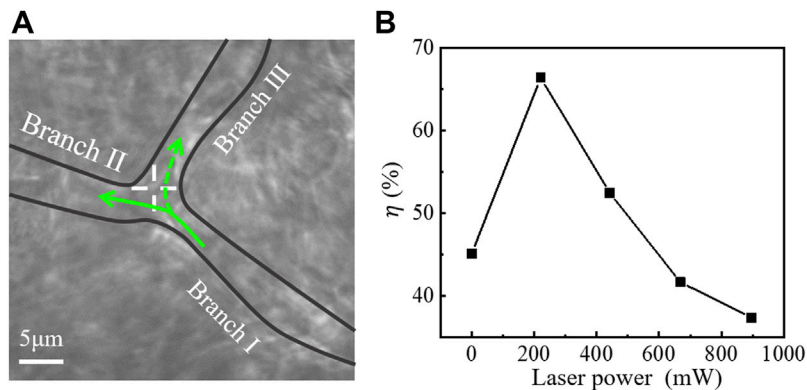 A
Branch II
Branch III
Branch I
5μm
B
η (%)
70
60
50
40
0 200 400 600 800 1000
Laser power (mW)